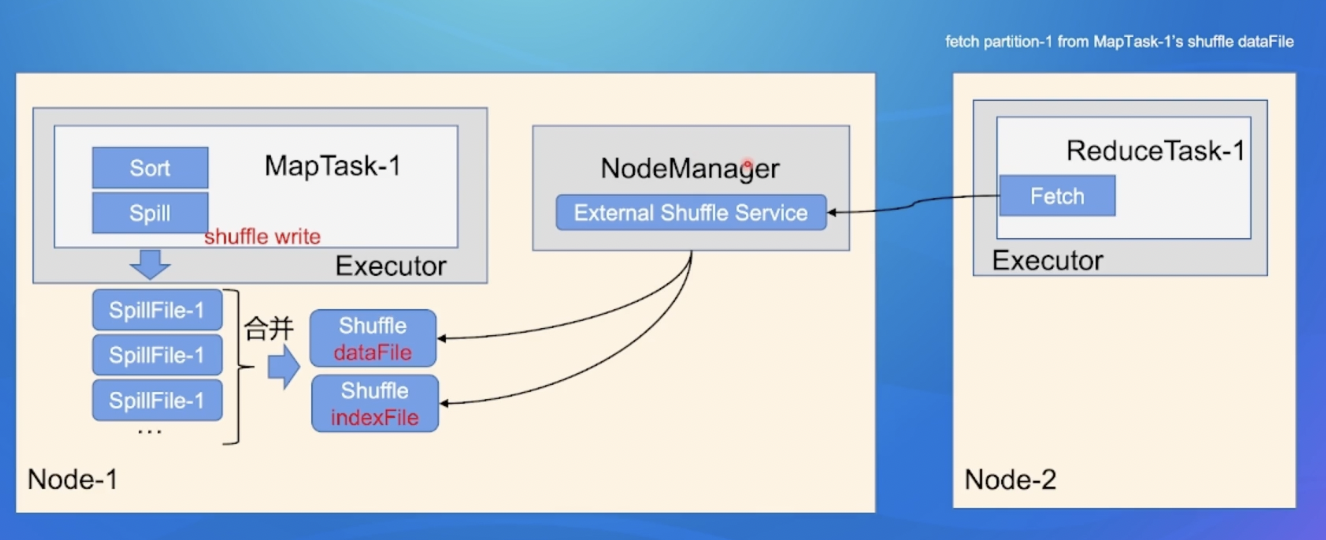 fetch partition-1 from MapTask-1's shuffle dataFile
Sort
MapTask-1
Spill
shuffle write
Executor
SpillFile-1
SpillFile-1
SpillFile-1
...
合并
Shuffle
dataFile
Shuffle
indexFile
Node-1
NodeManager
External Shuffle Service
ReduceTask-1
Fetch
Executor
Node-2